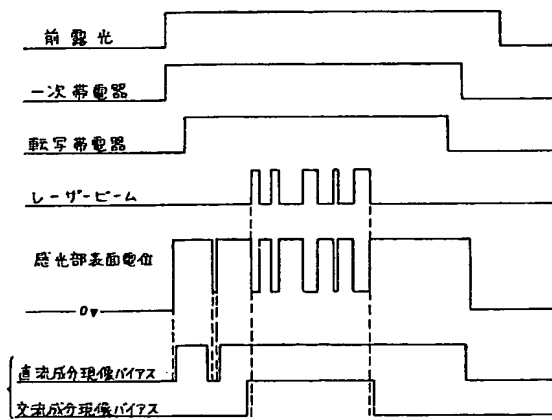 前露光
一次帯電器
転写帯電器
レーザービーム
感光部表面電位
0v
直流成分現像バイアス
交流成分現像バイアス